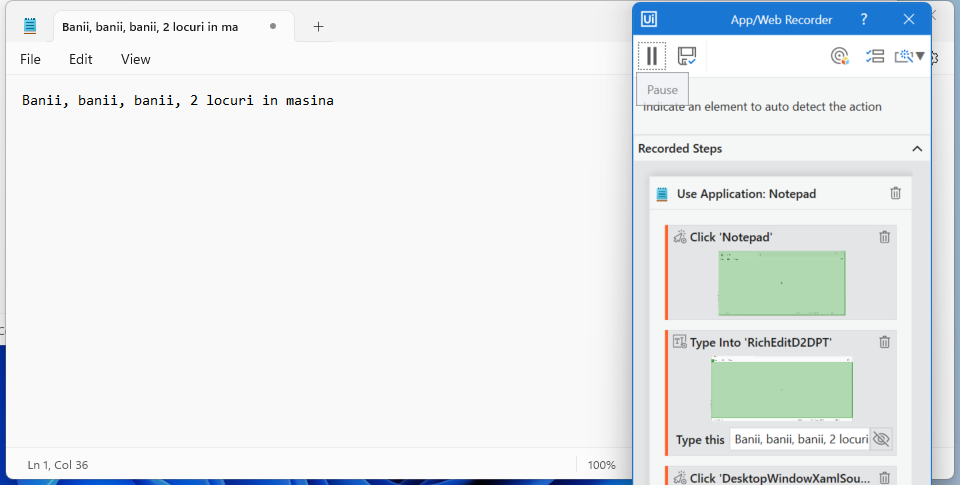 Banii, banii, banii, 2 locuri in ma
File Edit View
Banii, banii, banii, 2 locuri in masina
Ln 1, Col 36
100%
Ui App/Web Recorder ?
Pause
Indicate an element to auto detect the action
Recorded Steps
Use Application: Notepad
Click 'Notepad'
Type Into 'RichEditD2DPT'
Type this Banii, banii, banii, 2 locuri
Click 'DesktopWindowXamlSou...